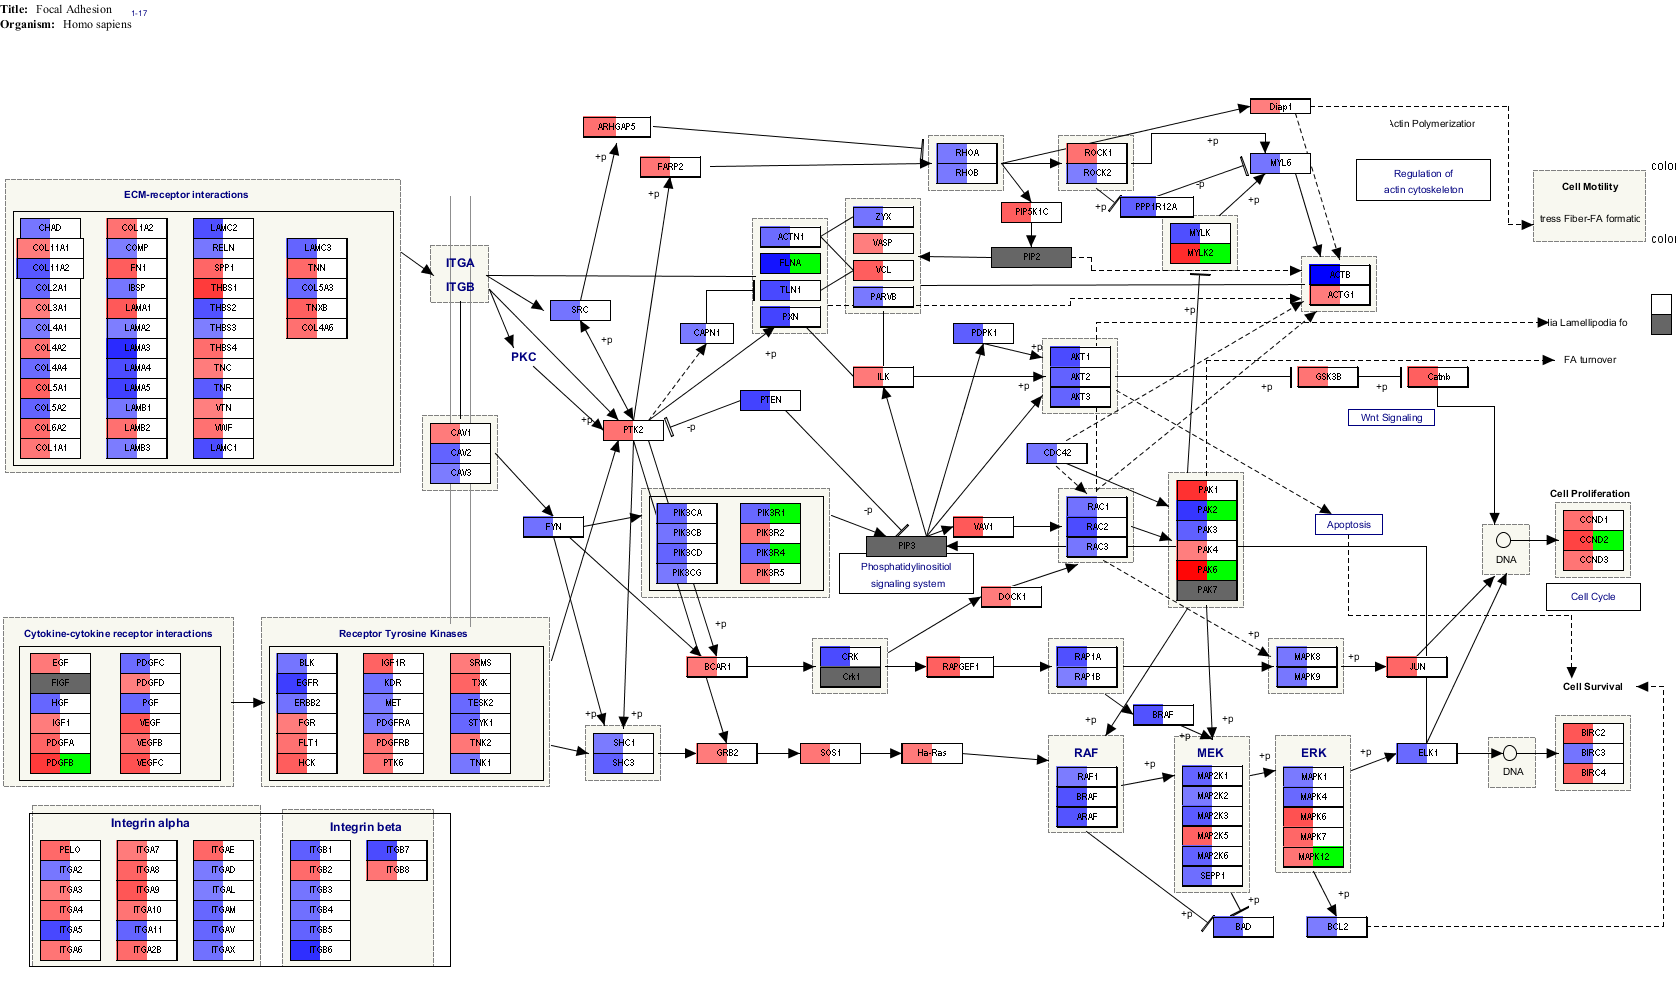 Title: Focal Adhesion 1-17
Organism: Homo sapiens
ECM-receptor interactions
CHAD
COL11A1
COL11A2
COL2A1
COL3A1
COL4A1
COL4A2
COL4A4
COL5A1
COL5A2
COL6A2
COL1A1
COL1A2
COMP
FN1
IBSP
LAMA1
LAMA2
LAMA3
LAMA4
LAMA5
LAMB1
LAMB2
LAMB3
LAMC2
RELN
SPP1
THBS1
THBS2
THBS3
THBS4
TNC
TNR
VTN
VWF
LAMC1
LAMC3
TNN
COL5A3
TNXB
COL4A6
ITGA
ITGB
PKC
CAV1
CAV2
CAV3
ARHGAP5
FARP2
+p
+p
SRC
+p
CAPN1
+p
ACTN1
FLNA
TLN1
PXN
ZYX
VASP
VCL
PARVB
ILK
PTEN
-p
+p
PTK2
RHOA
RHOB
ROCK1
ROCK2
PIP5K1C
PIP2
+p
PPP1R12A
+p
-p
MYL6
MYLK
MYLK2
Diap1
Actin Polymerization
Regulation of
actin cytoskeleton
Cell Motility
tress Fiber-FA formatic
color
color
ACTB
ACTG1
+p
lia Lamellipodia fo
FA turnover
PDPK1
+p
+p
AKT1
AKT2
AKT3
+p
GSK3B
+p
Catnb
Wnt Signaling
CDC42
RAC1
RAC2
RAC3
VAV1
PIP3
-p
Phosphatidylinositiol
signaling system
DOCK1
PAK1
PAK2
PAK3
PAK4
PAK6
PAK7
Apoptosis
DNA
Cell Proliferation
CCND1
CCND2
CCND3
Cell Cycle
FYN
PIK3CA
PIK3CB
PIK3CD
PIK3CG
PIK3R1
PIK3R2
PIK3R4
PIK3R5
Cytokine-cytokine receptor interactions
EGF
FIGF
HGF
IGF1
PDGFA
PDGFB
PDGFC
PDGFD
PGF
VEGF
VEGFB
VEGFC
Receptor Tyrosine Kinases
BLK
EGFR
ERBB2
FGR
FLT1
HCK
IGF1R
KDR
MET
PDGFRA
PDGFRB
PTK6
SRMS
TXK
TESK2
STYK1
TNK2
TNK1
+p
BCAR1
CRK
Crk1
RAPGEF1
RAP1A
RAP1B
+p
MAPK8
MAPK9
+p
JUN
Cell Survival
+p
+p
SHC1
SHC3
GRB2
SOS1
Ha-Ras
BRAF
+p
+p
+p
RAF
RAF1
BRAF
ARAF
+p
MEK
MAP2K1
MAP2K2
MAP2K3
MAP2K5
MAP2K6
SEPP1
+p
ERK
MAPK1
MAPK4
MAPK6
MAPK7
MAPK12
+p
ELK1
DNA
BIRC2
BIRC3
BIRC4
+p
+p
+p
BAD
BCL2
Integrin alpha
PELO
ITGA2
ITGA3
ITGA4
ITGA5
ITGA6
ITGA7
ITGA8
ITGA9
ITGA10
ITGA11
ITGA2B
ITGAE
ITGAD
ITGAL
ITGAM
ITGAV
ITGAX
Integrin beta
ITGB1
ITGB2
ITGB3
ITGB4
ITGB5
ITGB6
ITGB7
ITGB8